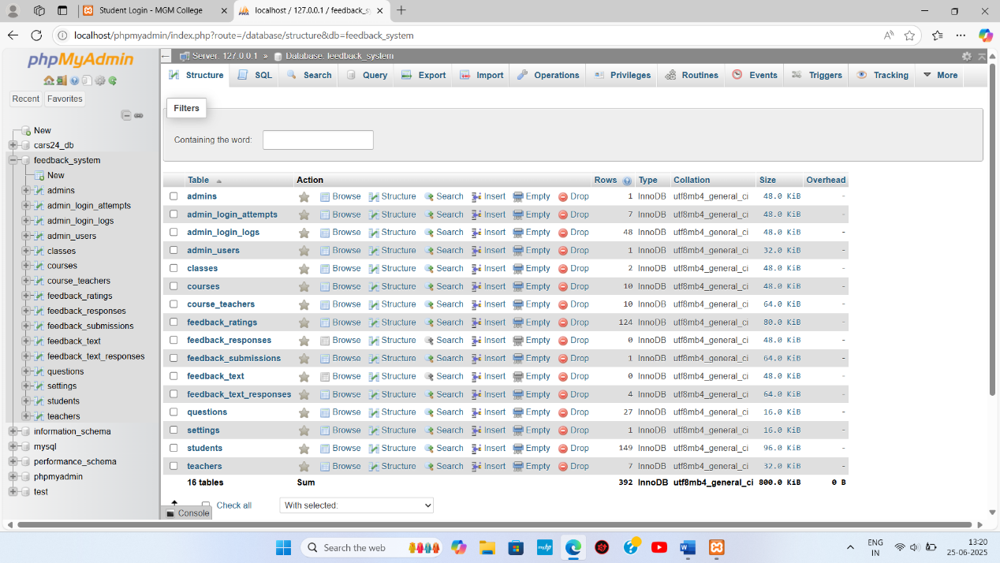 Student Login - MGM College
localhost / 127.0.0.1 / feedback_s
localhost/phpmyadmin/index.php?route=/database/structure&db=feedback_system
phpMyAdmin
Recent Favorites
New
cars24_db
feedback_system
New
admins
admin_login_attempts
admin_login_logs
admin_users
classes
courses
course_teachers
feedback_ratings
feedback_responses
feedback_submissions
feedback_text
feedback_text_responses
questions
settings
students
teachers
information_schema
mysql
performance_schema
phpmyadmin
test
Server: 127.0.0.1 » Database: feedback_system
Structure SQL Search Query Export Import Operations Privileges Routines Events Triggers Tracking More
Filters
Containing the word:
Table Action Rows Type Collation Size Overhead
admins Browse Structure Search Insert Empty Drop 1 InnoDB utf8mb4_general_ci 48.0 KiB -
admin_login_attempts Browse Structure Search Insert Empty Drop 7 InnoDB utf8mb4_general_ci 48.0 KiB -
admin_login_logs Browse Structure Search Insert Empty Drop 48 InnoDB utf8mb4_general_ci 48.0 KiB -
admin_users Browse Structure Search Insert Empty Drop 1 InnoDB utf8mb4_general_ci 32.0 KiB -
classes Browse Structure Search Insert Empty Drop 2 InnoDB utf8mb4_general_ci 48.0 KiB -
courses Browse Structure Search Insert Empty Drop 10 InnoDB utf8mb4_general_ci 48.0 KiB -
course_teachers Browse Structure Search Insert Empty Drop 10 InnoDB utf8mb4_general_ci 64.0 KiB -
feedback_ratings Browse Structure Search Insert Empty Drop 124 InnoDB utf8mb4_general_ci 80.0 KiB -
feedback_responses Browse Structure Search Insert Empty Drop 0 InnoDB utf8mb4_general_ci 48.0 KiB -
feedback_submissions Browse Structure Search Insert Empty Drop 1 InnoDB utf8mb4_general_ci 64.0 KiB -
feedback_text Browse Structure Search Insert Empty Drop 0 InnoDB utf8mb4_general_ci 48.0 KiB -
feedback_text_responses Browse Structure Search Insert Empty Drop 4 InnoDB utf8mb4_general_ci 64.0 KiB -
questions Browse Structure Search Insert Empty Drop 27 InnoDB utf8mb4_general_ci 16.0 KiB -
settings Browse Structure Search Insert Empty Drop 1 InnoDB utf8mb4_general_ci 16.0 KiB -
students Browse Structure Search Insert Empty Drop 149 InnoDB utf8mb4_general_ci 96.0 KiB -
teachers Browse Structure Search Insert Empty Drop 7 InnoDB utf8mb4_general_ci 32.0 KiB -
16 tables Sum 392 InnoDB utf8mb4_general_ci 800.0 KiB 0 B
Check all With selected:
Console
Search the web
ENG
IN
13:20
25-06-2025